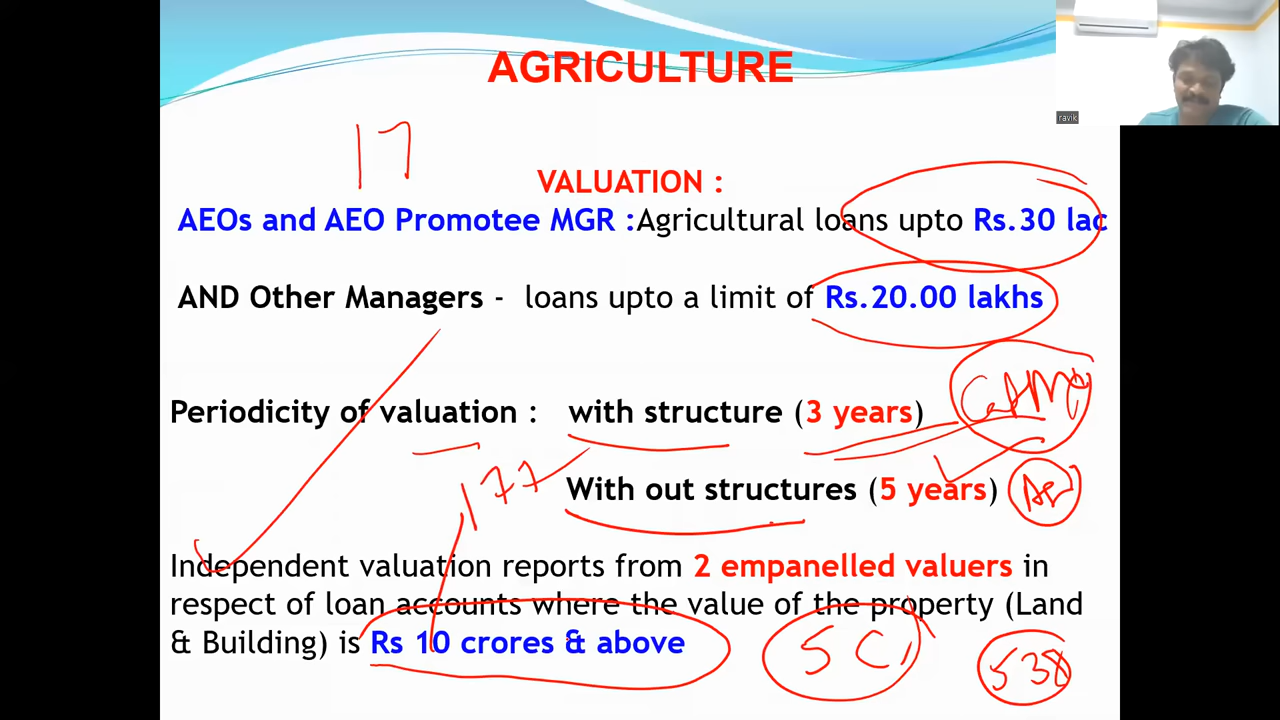 AGRICULTURE
ravik
17
VALUATION :
AEOs and AEO Promotee MGR :Agricultural loans upto Rs.30 lac
AND Other Managers - loans upto a limit of Rs.20.00 lakhs
Periodicity of valuation : with structure (3 years)
177
With out structures (5 years)
Independent valuation reports from 2 empanelled valuers in
respect of loan accounts where the value of the property (Land
& Building) is Rs 10 crores & above
5 Cr
538